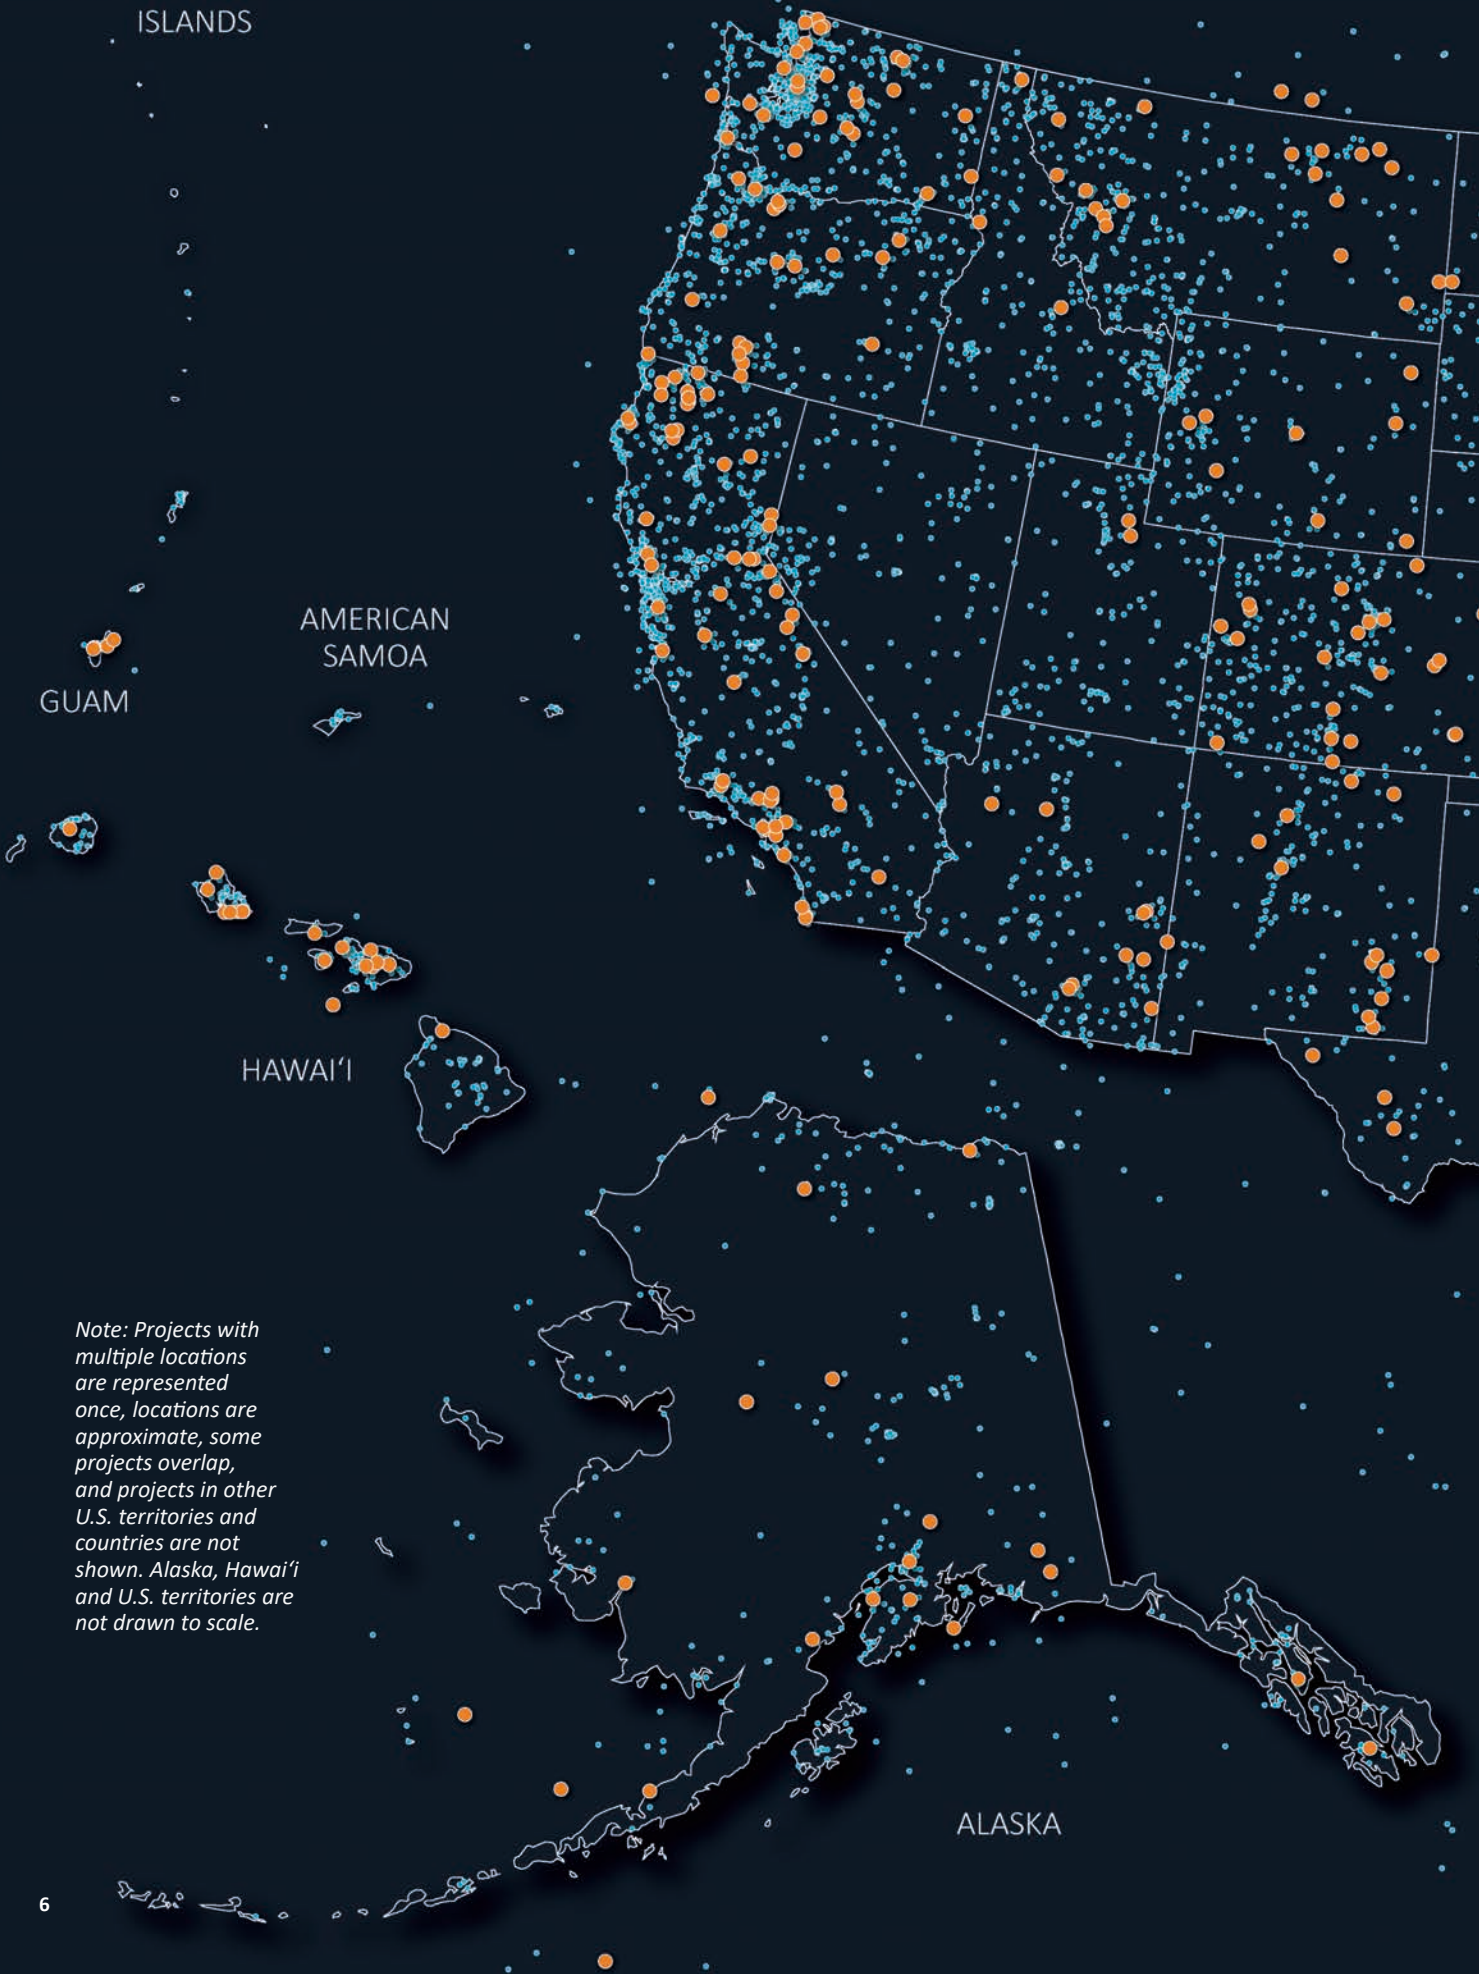 ISLANDS
AMERICAN
SAMOA
GUAM
HAWAI‘I
Note: Projects with
multiple locations
are represented
once, locations are
approximate, some
projects overlap,
and projects in other
U.S. territories and
countries are not
shown. Alaska, Hawai‘i
and U.S. territories are
not drawn to scale.
ALASKA
6